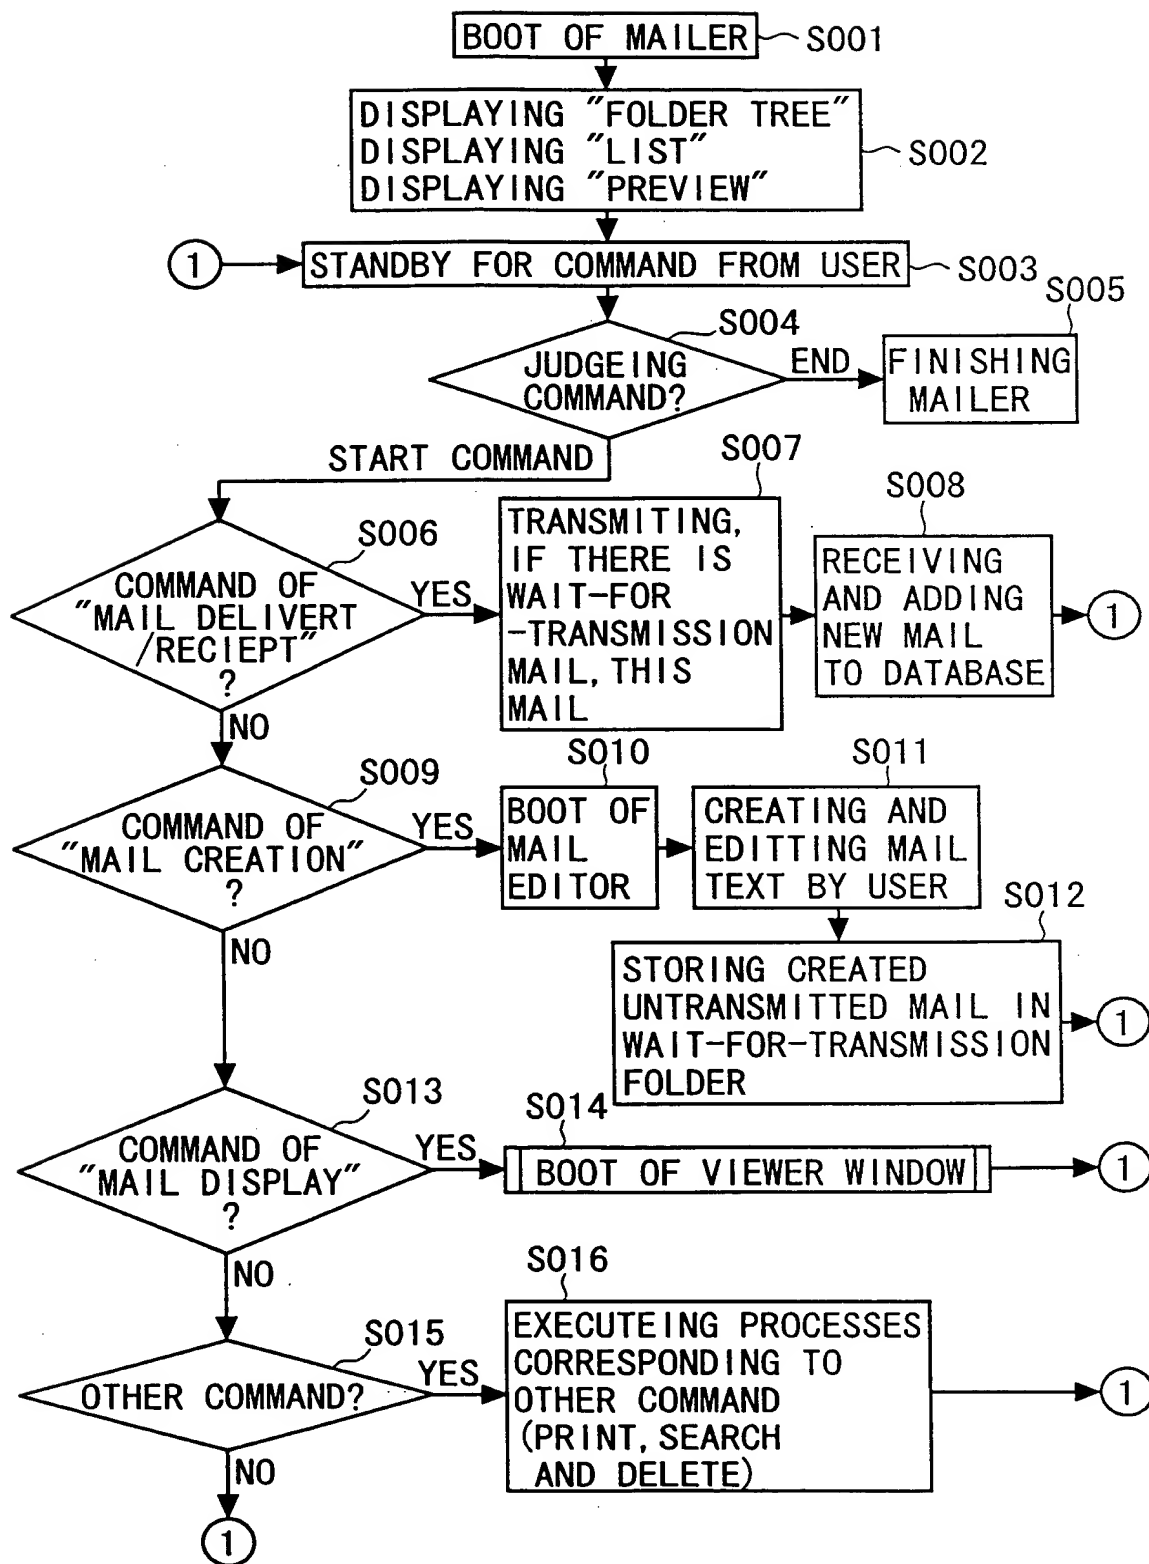 BOOT OF MAILER
S001
DISPLAYING "FOLDER TREE"
DISPLAYING "LIST"
DISPLAYING "PREVIEW"
S002
1
STANDBY FOR COMMAND FROM USER
S003
S004
S005
JUDGEING
COMMAND?
END
FINISHING
MAILER
START COMMAND
S006
COMMAND OF
"MAIL DELIVERT
/RECIEPT"
?
YES
S007
TRANSMITING,
IF THERE IS
WAIT-FOR
-TRANSMISSION
MAIL, THIS
MAIL
S008
RECEIVING
AND ADDING
NEW MAIL
TO DATABASE
1
NO
S009
COMMAND OF
"MAIL CREATION"
?
YES
S010
BOOT OF
MAIL
EDITOR
S011
CREATING AND
EDITTING MAIL
TEXT BY USER
S012
STORING CREATED
UNTRANSMITTED MAIL IN
WAIT-FOR-TRANSMISSION
FOLDER
1
NO
S013
COMMAND OF
"MAIL DISPLAY"
?
YES
S014
BOOT OF VIEWER WINDOW
1
NO
S015
OTHER COMMAND?
YES
S016
EXECUTEING PROCESSES
CORRESPONDING TO
OTHER COMMAND
(PRINT, SEARCH
AND DELETE)
1
NO
1